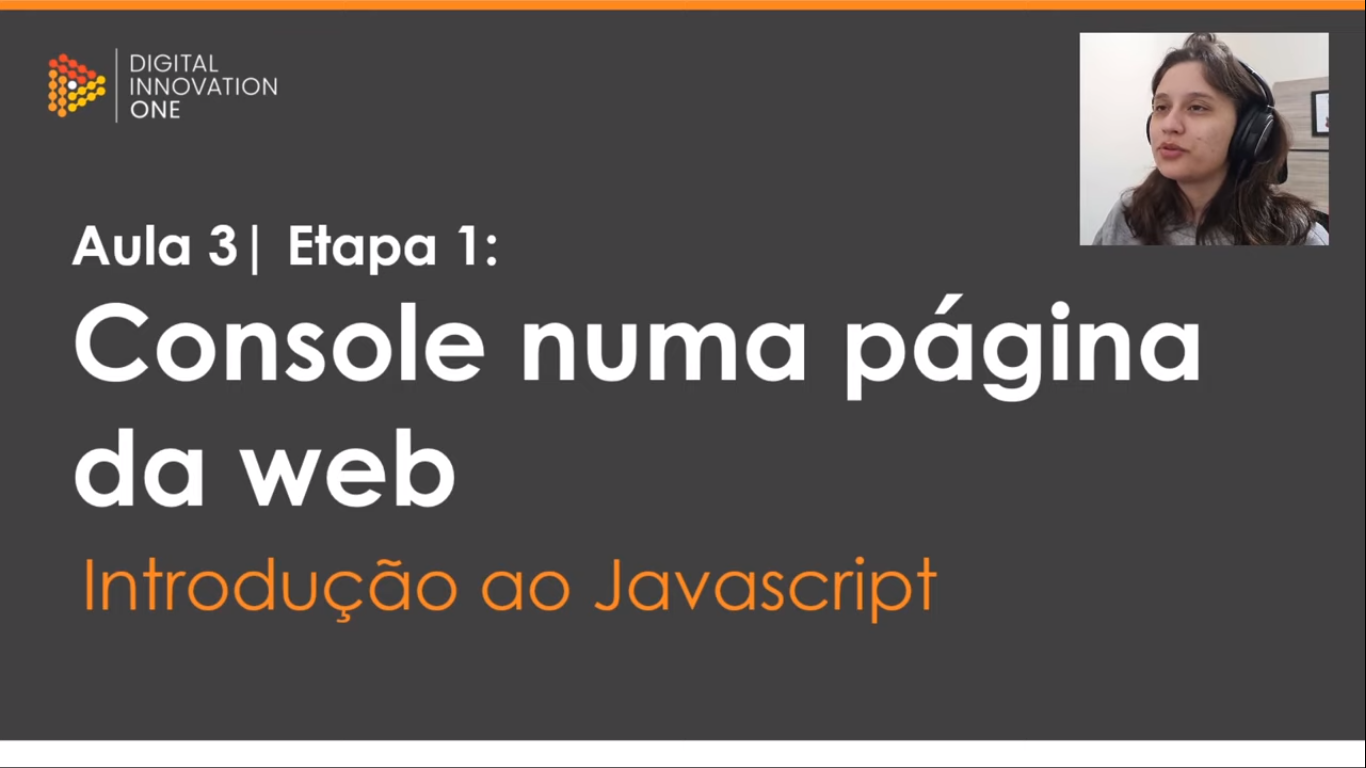 DIGITAL
INNOVATION
ONE
Aula 3| Etapa 1:
Console numa página
da web
Introdução ao Javascript